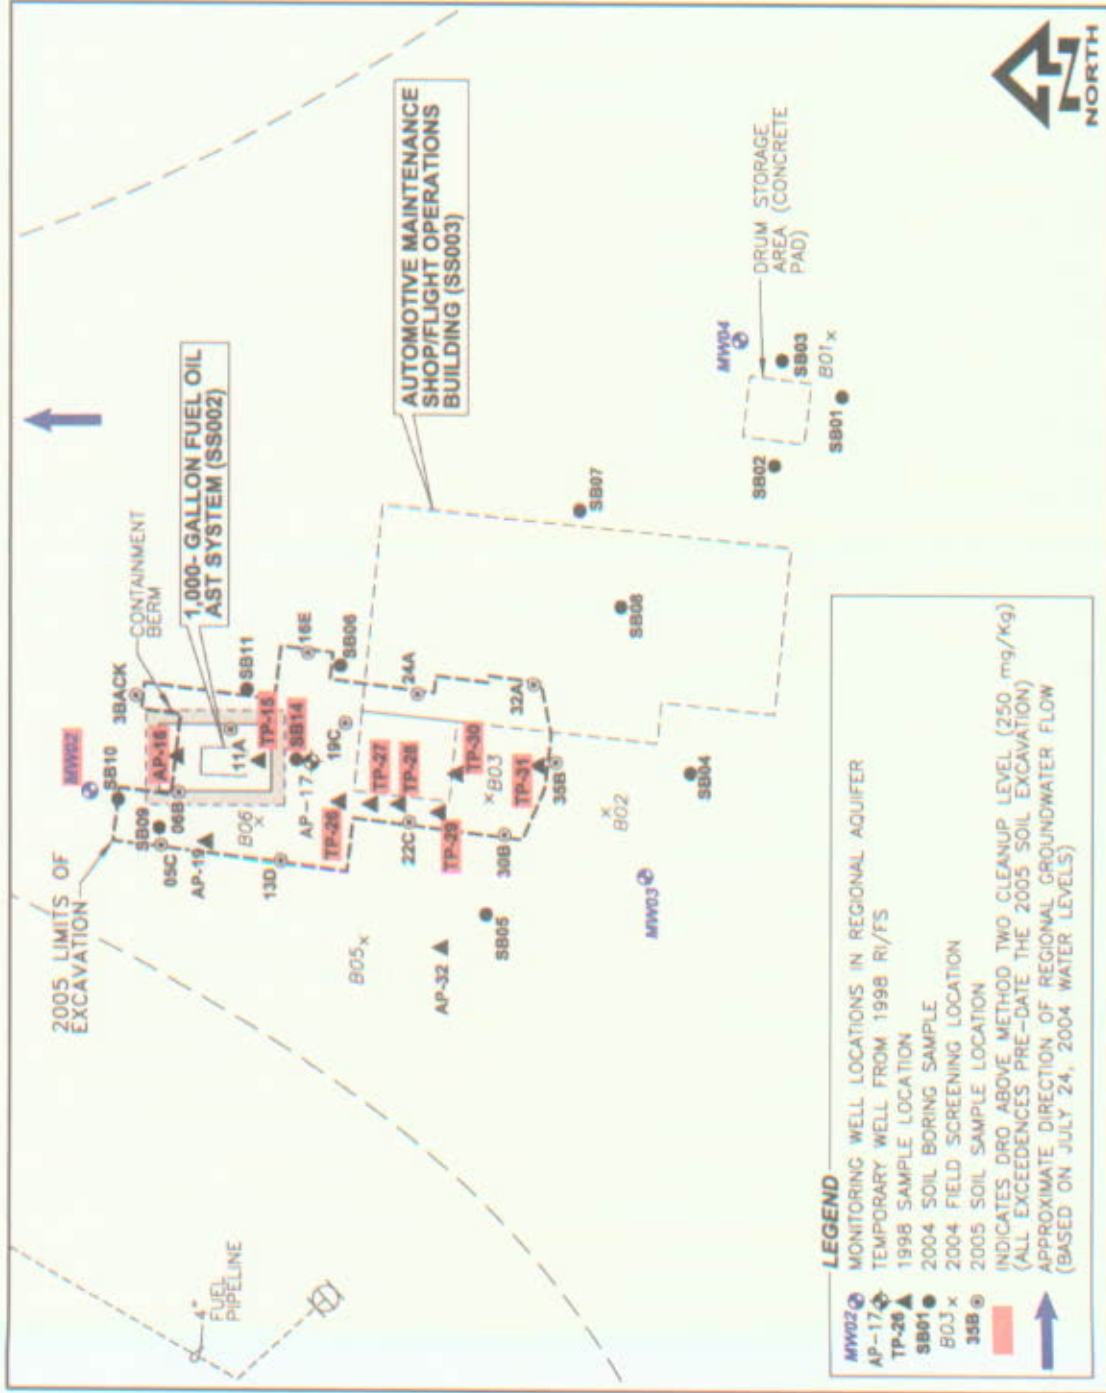 NORTH
2005 LIMITS OF
EXCAVATION
MW02
SB10
3BACK
CONTAINMENT
BERM
1,000- GALLON FUEL OIL
AST SYSTEM (SS002)
AUTOMOTIVE MAINTENANCE
SHOP/FLIGHT OPERATIONS
BUILDING (SS003)
SB09
05C
06B
AP-19
11A
TP-15
SB11
B06
SB14
13D
AP-17
19C
16E
SB06
TP-26
TP-27
TP-28
22C
24A
TP-29
TP-30
B03
30B
TP-31
32A
35B
B05
AP-32
SB05
B02
MW03
SB04
SB07
SB08
MW04
DRUM STORAGE
AREA (CONCRETE
PAD)
SB03
B01
SB02
SB01
4"
FUEL
PIPELINE
LEGEND
MW02 MONITORING WELL LOCATIONS IN REGIONAL AQUIFER
AP-17 TEMPORARY WELL FROM 1998 RI/FS
TP-26 1998 SAMPLE LOCATION
SB01 2004 SOIL BORING SAMPLE
B03 x 2004 FIELD SCREENING LOCATION
35B 2005 SOIL SAMPLE LOCATION
INDICATES DRO ABOVE METHOD TWO CLEANUP LEVEL (250 mg/Kg)
(ALL EXCEEDENCES PRE-DATE THE 2005 SOIL EXCAVATION)
APPROXIMATE DIRECTION OF REGIONAL GROUNDWATER FLOW
(BASED ON JULY 24, 2004 WATER LEVELS)